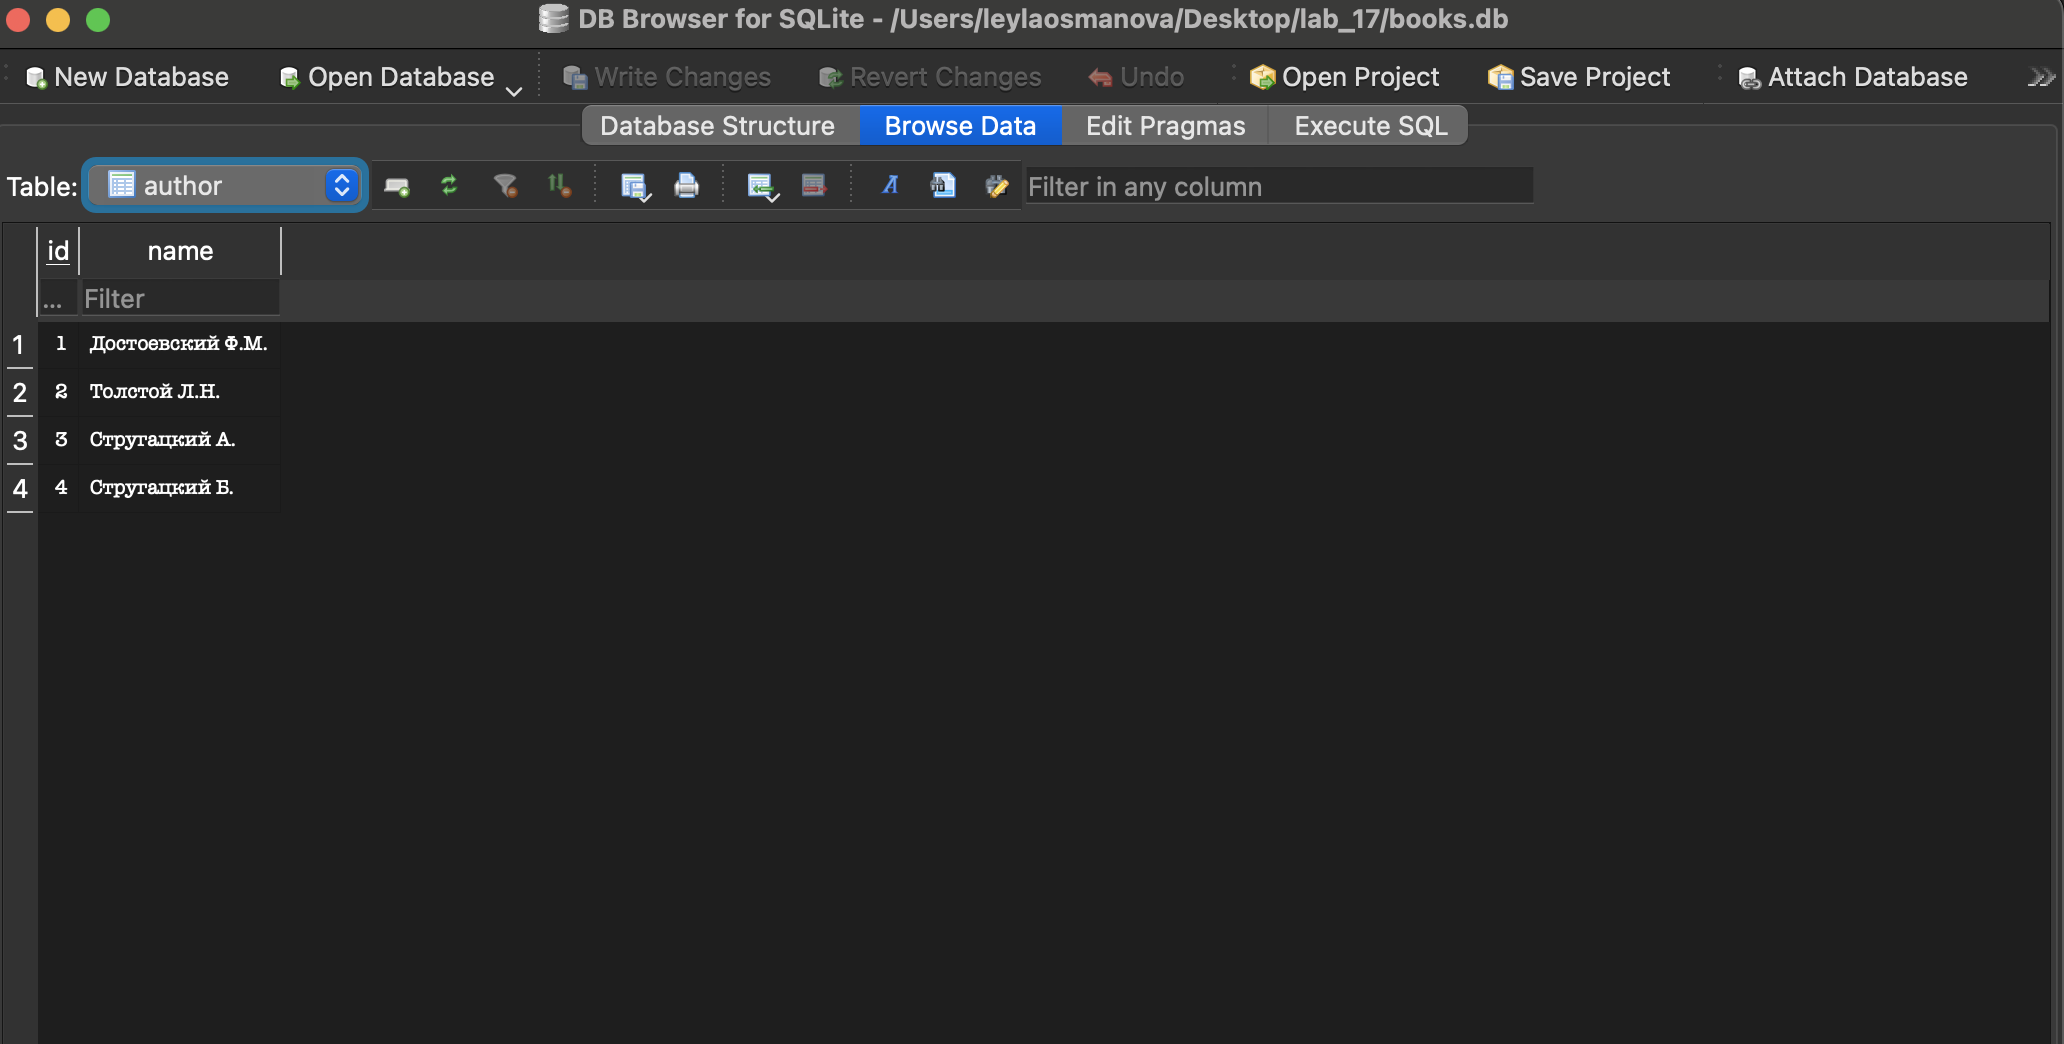 DB Browser for SQLite - /Users/leylaosmanova/Desktop/lab_17/books.db
New Database Open Database Write Changes Revert Changes Undo Open Project Save Project Attach Database
Database Structure Browse Data Edit Pragmas Execute SQL
Table: author Filter in any column
id name
... Filter
1 1 Достоевский Ф.М.
2 2 Толстой Л.Н.
3 3 Стругацкий А.
4 4 Стругацкий Б.